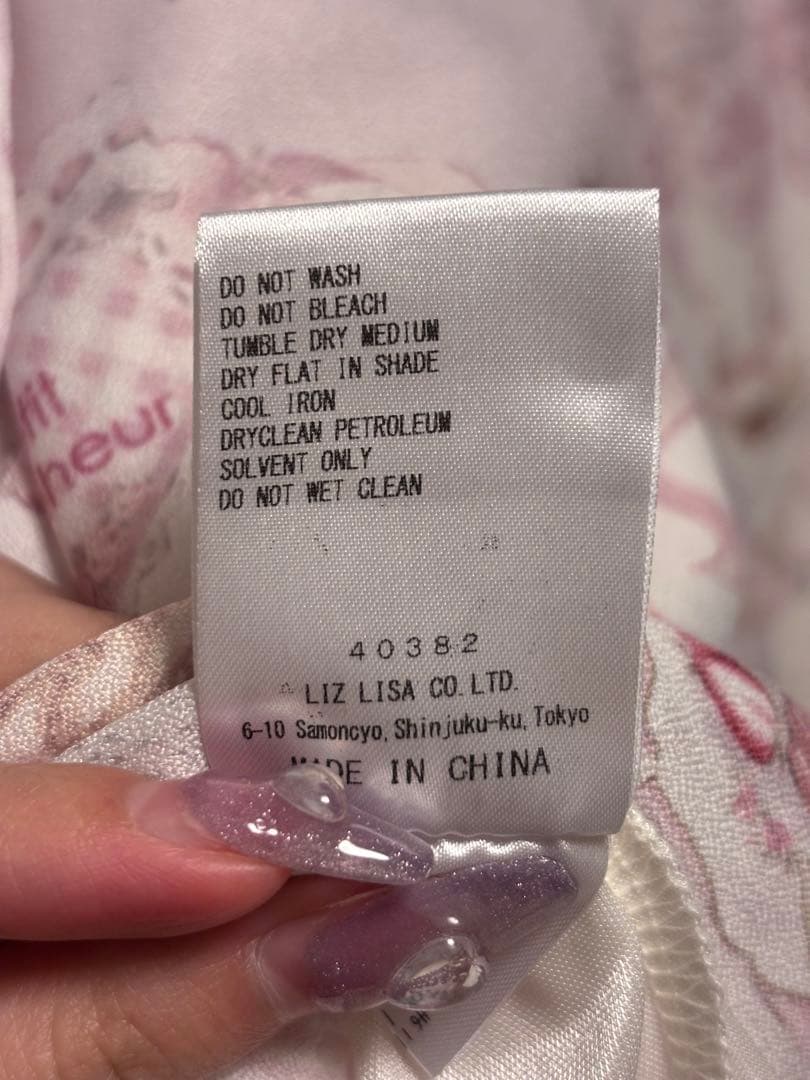 DO NOT WASH
DO NOT BLEACH
TUMBLE DRY MEDIUM
DRY FLAT IN SHADE
COOL IRON
DRYCLEAN PETROLEUM
SOLVENT ONLY
DO NOT WET CLEAN
40382
LIZ LISA CO.LTD.
6-10 Samoncyo, Shinjuku-ku, Tokyo
MADE IN CHINA
heur